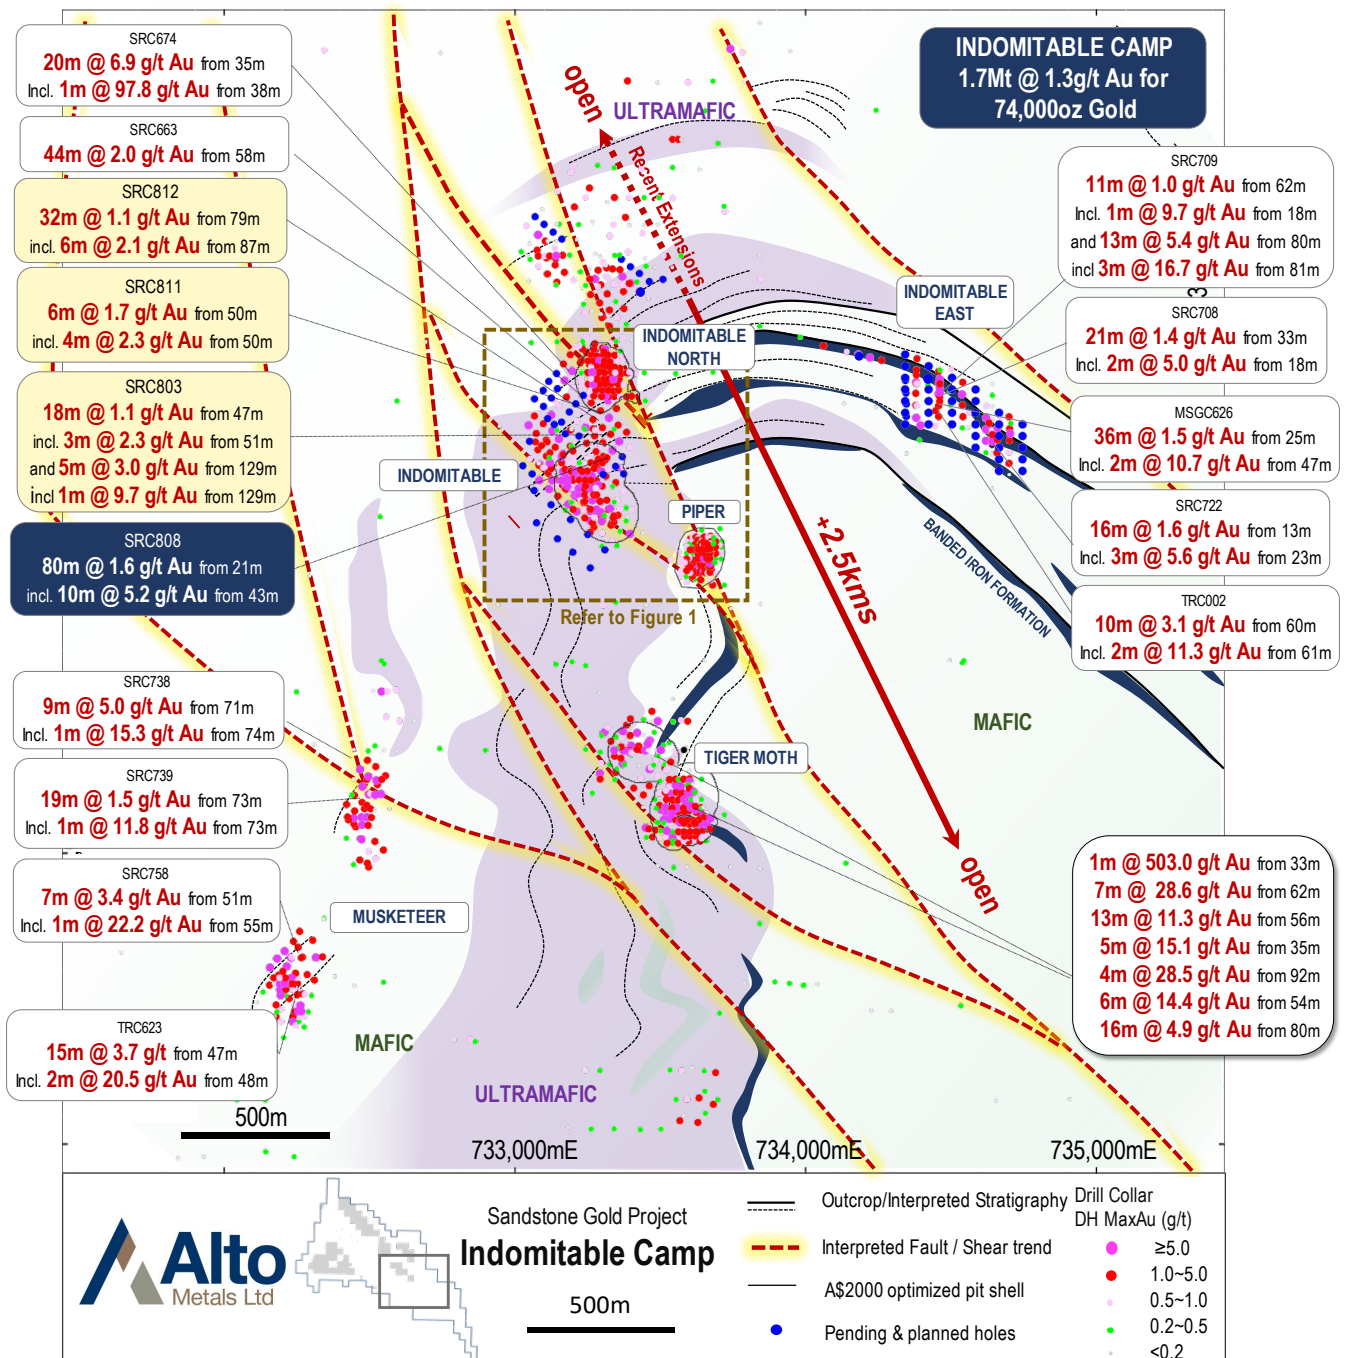 SRC674
20m @ 6.9 g/t Au from 35m
Incl. 1m @ 97.8 g/t Au from 38m
SRC663
44m @ 2.0 g/t Au from 58m
SRC812
32m @ 1.1 g/t Au from 79m
incl. 6m @ 2.1 g/t Au from 87m
SRC811
6m @ 1.7 g/t Au from 50m
incl. 4m @ 2.3 g/t Au from 50m
SRC803
18m @ 1.1 g/t Au from 47m
incl. 3m @ 2.3 g/t Au from 51m
and 5m @ 3.0 g/t Au from 129m
incl 1m @ 9.7 g/t Au from 129m
SRC808
80m @ 1.6 g/t Au from 21m
incl. 10m @ 5.2 g/t Au from 43m
SRC738
9m @ 5.0 g/t Au from 71m
Incl. 1m @ 15.3 g/t Au from 74m
SRC739
19m @ 1.5 g/t Au from 73m
Incl. 1m @ 11.8 g/t Au from 73m
SRC758
7m @ 3.4 g/t Au from 51m
Incl. 1m @ 22.2 g/t Au from 55m
TRC623
15m @ 3.7 g/t from 47m
Incl. 2m @ 20.5 g/t Au from 48m
500m
open
ULTRAMAFIC
Recent Extensions
INDOMITABLE CAMP
1.7Mt @ 1.3g/t Au for
74,000oz Gold
INDOMITABLE
EAST
INDOMITABLE
NORTH
INDOMITABLE
PIPER
Refer to Figure 1
+2.5kms
BANDED IRON FORMATION
MAFIC
TIGER MOTH
open
MUSKETEER
MAFIC
ULTRAMAFIC
SRC709
11m @ 1.0 g/t Au from 62m
Incl. 1m @ 9.7 g/t Au from 18m
and 13m @ 5.4 g/t Au from 80m
incl 3m @ 16.7 g/t Au from 81m
SRC708
21m @ 1.4 g/t Au from 33m
Incl. 2m @ 5.0 g/t Au from 18m
MSGC626
36m @ 1.5 g/t Au from 25m
Incl. 2m @ 10.7 g/t Au from 47m
SRC722
16m @ 1.6 g/t Au from 13m
Incl. 3m @ 5.6 g/t Au from 23m
TRC002
10m @ 3.1 g/t Au from 60m
Incl. 2m @ 11.3 g/t Au from 61m
1m @ 503.0 g/t Au from 33m
7m @ 28.6 g/t Au from 62m
13m @ 11.3 g/t Au from 56m
5m @ 15.1 g/t Au from 35m
4m @ 28.5 g/t Au from 92m
6m @ 14.4 g/t Au from 54m
16m @ 4.9 g/t Au from 80m
733,000mE
734,000mE
735,000mE
Alto
Metals Ltd
Sandstone Gold Project
Indomitable Camp
500m
Outcrop/Interpreted Stratigraphy
Interpreted Fault / Shear trend
A$2000 optimized pit shell
Pending & planned holes
Drill Collar
DH MaxAu (g/t)
≥5.0
1.0~5.0
0.5~1.0
0.2~0.5
<0.2